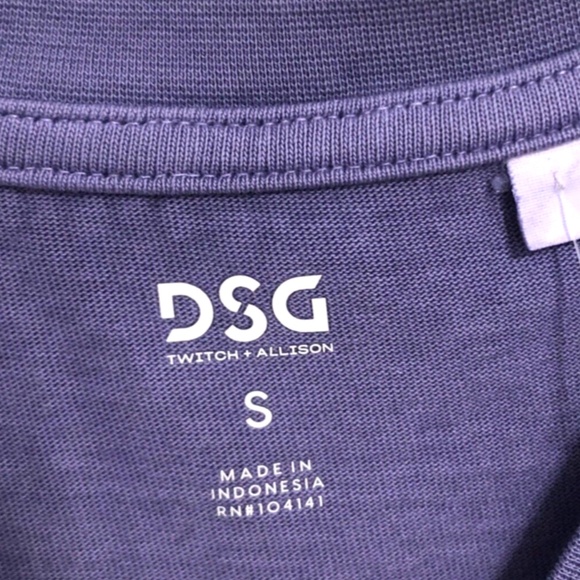 DSG
TWITCH + ALLISON
S
MADE IN
INDONESIA
RN#104141